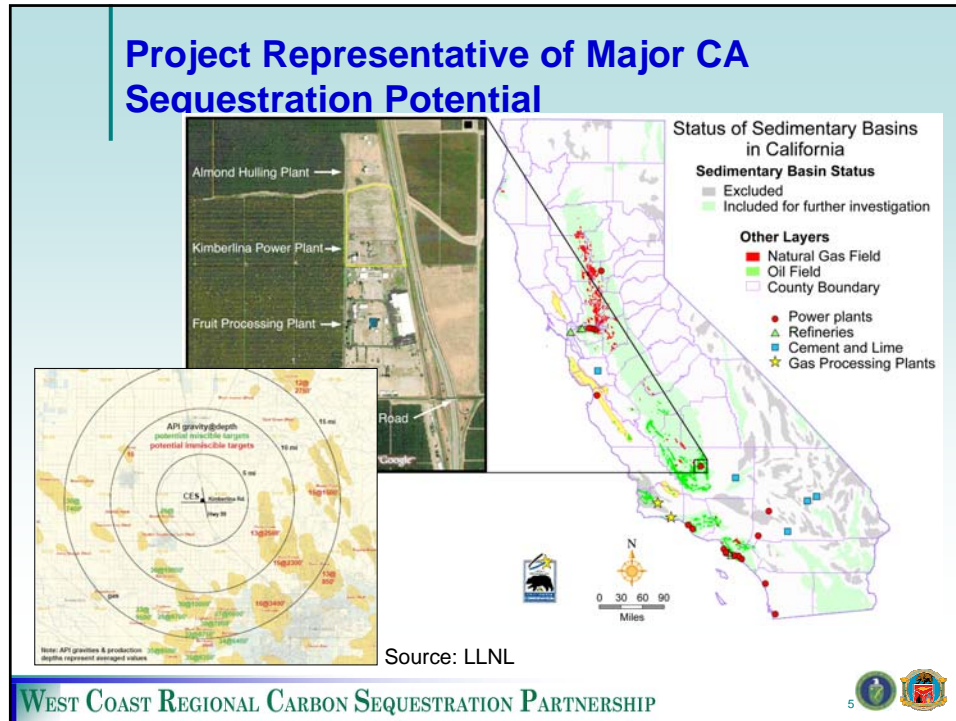 Project Representative of Major CA
Sequestration Potential
Almond Hulling Plant
Kimberlina Power Plant
Fruit Processing Plant
Road
Google
Status of Sedimentary Basins
in California
Sedimentary Basin Status
Excluded
Included for further investigation
Other Layers
Natural Gas Field
Oil Field
County Boundary
Power plants
Refineries
Cement and Lime
Gas Processing Plants
N
0 30 60 90
Miles
API gravity@depth
potential miscible targets
potential immiscible targets
15 mi
10 mi
5 mi
CES
Kimberlina Rd.
Hwy 99
gas
Note: API gravities & production
depths represent averaged values
Source: LLNL
WEST COAST REGIONAL CARBON SEQUESTRATION PARTNERSHIP
5